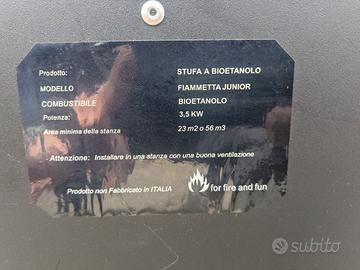 Prodotto: STUFA A BIOETANOLO
MODELLO FIAMMETTA JUNIOR
COMBUSTIBILE BIOETANOLO
Potenza: 3,5 KW
Area minima della stanza 23 m2 o 56 m3
Attenzione: Installare in una stanza con una buona ventilazione
Prodotto non Fabbricato in ITALIA for fire and fun
subito